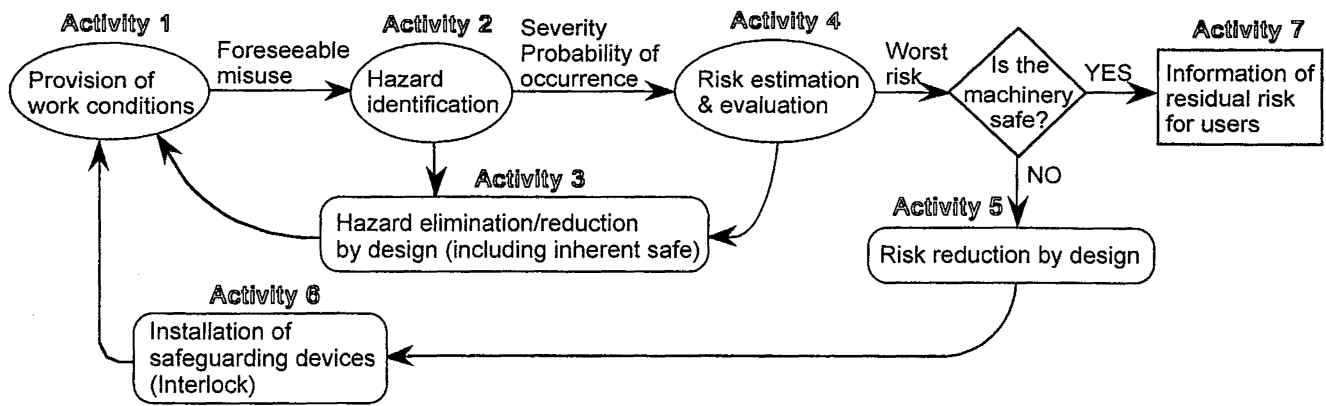 Activity 1
Provision of
work conditions
Foreseeable
misuse
Activity 2
Hazard
identification
Severity
Probability of
occurrence
Activity 4
Risk estimation
& evaluation
Worst
risk
Is the
machinery
safe?
YES
Activity 7
Information of
residual risk
for users
NO
Activity 3
Hazard elimination/reduction
by design (including inherent safe)
Activity 5
Risk reduction by design
Activity 6
Installation of
safeguarding devices
(Interlock)